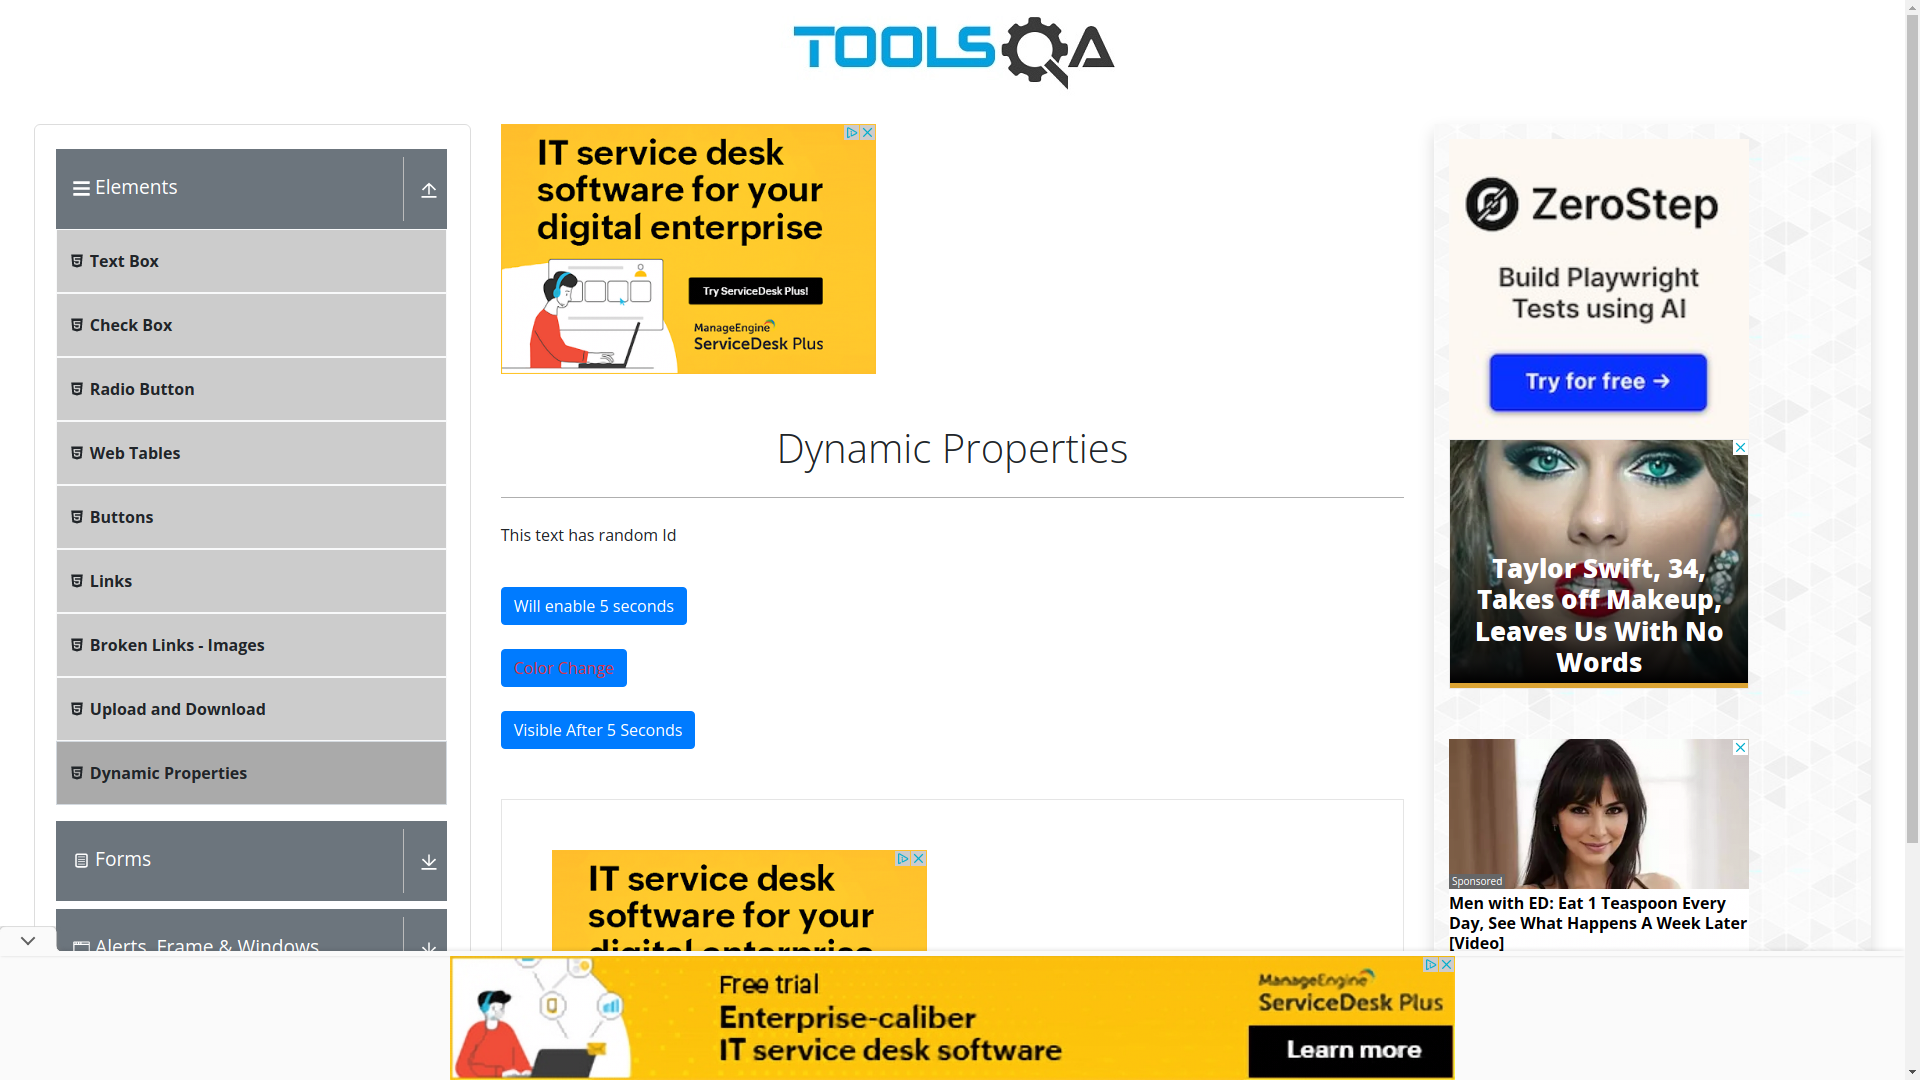 TOOLSQA
Elements
Text Box
Check Box
Radio Button
Web Tables
Buttons
Links
Broken Links - Images
Upload and Download
Dynamic Properties
Forms
Alerts, Frame & Windows
IT service desk
software for your
digital enterprise
Try ServiceDesk Plus!
ManageEngine
ServiceDesk Plus
Dynamic Properties
This text has random Id
Will enable 5 seconds
Color Change
Visible After 5 Seconds
IT service desk
software for your
digital enterprise
ZeroStep
Build Playwright
Tests using AI
Try for free →
Taylor Swift, 34,
Takes off Makeup,
Leaves Us With No
Words
Sponsored
Men with ED: Eat 1 Teaspoon Every
Day, See What Happens A Week Later
[Video]
Free trial
Enterprise-caliber
IT service desk software
ManageEngine
ServiceDesk Plus
Learn more